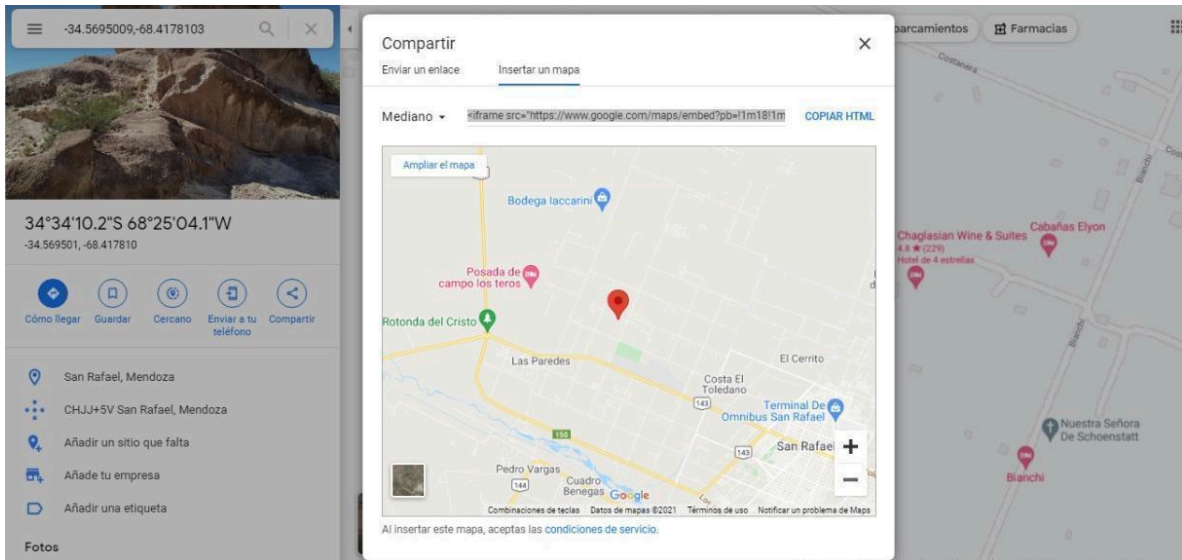 -34.5695009,-68.4178103
34°34'10.2"S 68°25'04.1"W
-34.569501, -68.417810
Cómo llegar
Guardar
Cercano
Enviar a tu
teléfono
Compartir
San Rafael, Mendoza
CHJJ+5V San Rafael, Mendoza
Añadir un sitio que falta
Añade tu empresa
Añadir una etiqueta
Fotos
Compartir
Enviar un enlace
Insertar un mapa
Mediano
<iframe src="https://www.google.com/maps/embed?pb=!1m18!1m
COPIAR HTML
Ampliar el mapa
Bodega Iaccarini
Posada de
campo los teros
Rotonda del Cristo
Las Paredes
El Cerrito
Costa El
Toledano
143
Terminal De
Omnibus San Rafael
150
143
San Rafael
Pedro Vargas
144
Cuadro
Benegas
Google
Combinaciones de teclas
Datos de mapas ©2021
Términos de uso
Notificar un problema de Maps
Al insertar este mapa, aceptas las condiciones de servicio.
parcamientos
Farmacias
Costanera
Bianchi
Chaglasian Wine & Suites
4.8 ★ (229)
Hotel de 4 estrellas
Cabañas Elyon
Bianchi
Nuestra Señora
De Schoenstatt
Bianchi